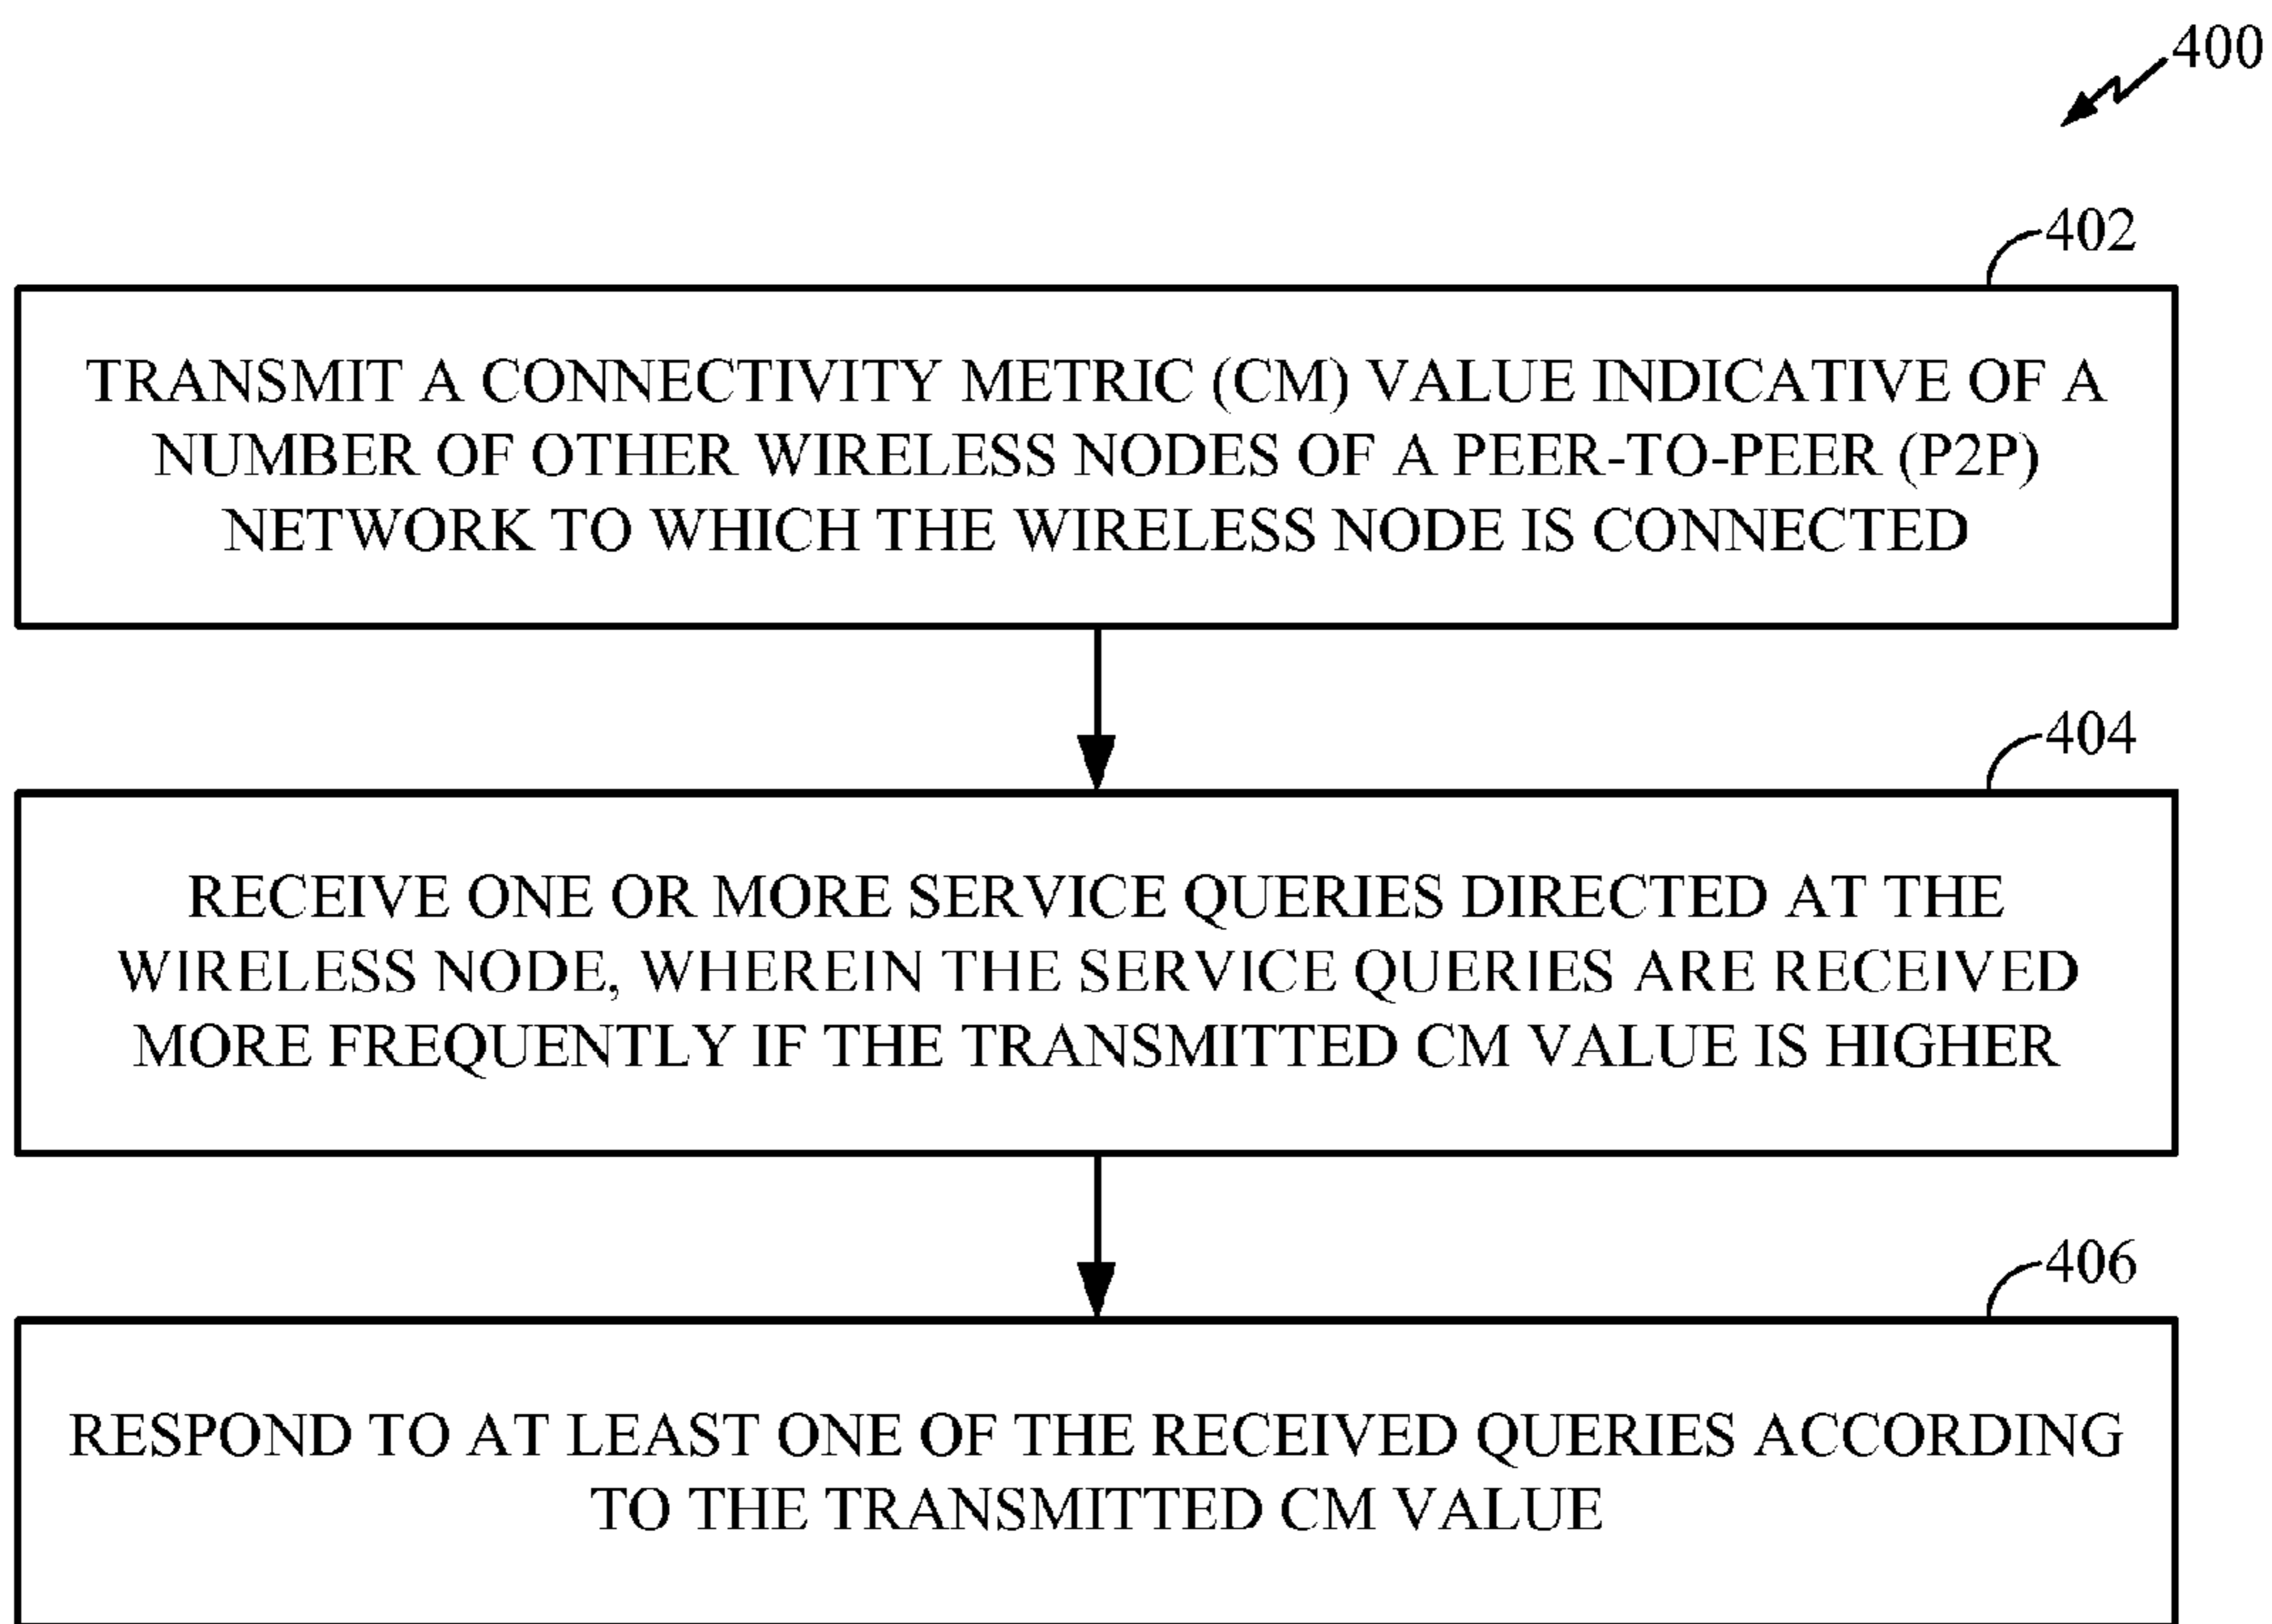 400
402
TRANSMIT A CONNECTIVITY METRIC (CM) VALUE INDICATIVE OF A
NUMBER OF OTHER WIRELESS NODES OF A PEER-TO-PEER (P2P)
NETWORK TO WHICH THE WIRELESS NODE IS CONNECTED
404
RECEIVE ONE OR MORE SERVICE QUERIES DIRECTED AT THE
WIRELESS NODE, WHEREIN THE SERVICE QUERIES ARE RECEIVED
MORE FREQUENTLY IF THE TRANSMITTED CM VALUE IS HIGHER
406
RESPOND TO AT LEAST ONE OF THE RECEIVED QUERIES ACCORDING
TO THE TRANSMITTED CM VALUE